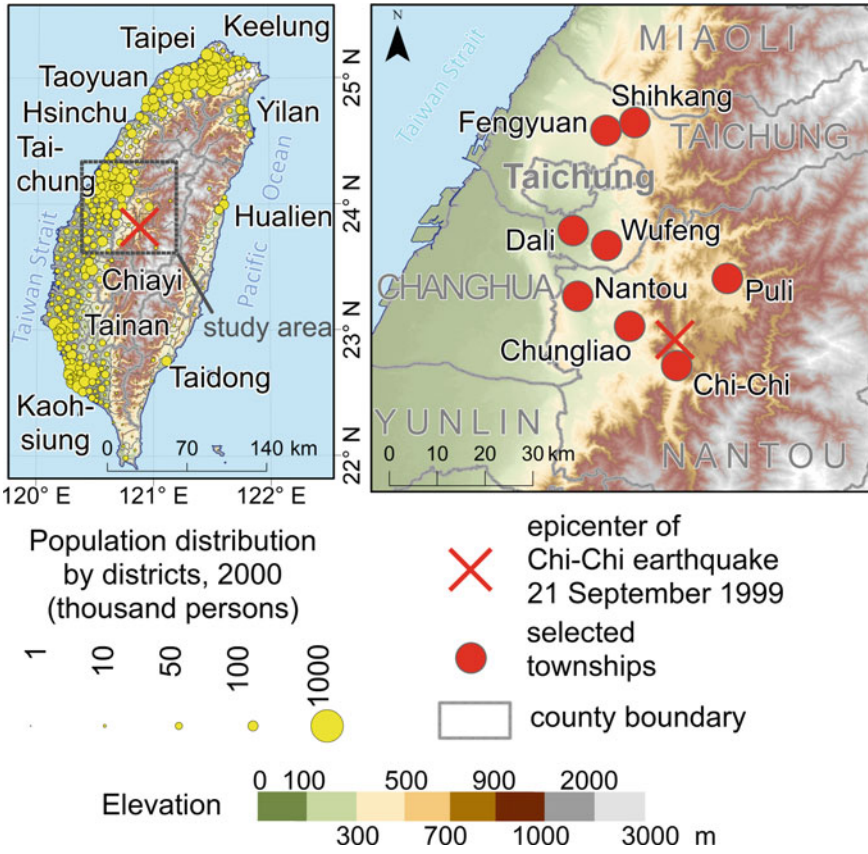 Keelung
Taipei
Taoyuan
Hsinchu
Yilan
Tai-
chung
Hualien
Taiwan Strait
Pacific Ocean
Chiayi
study area
Tainan
Taidong
Kaoh-
siung
0 70 140 km
25° N
24° N
23° N
22° N
120° E 121° E 122° E
N
MIAOLI
Taiwan Strait
Shihkang
Fengyuan
TAICHUNG
Taichung
Dali
Wufeng
CHANGHUA
Nantou
Puli
Chungliao
Chi-Chi
YUNLIN
NANTOU
0 10 20 30 km
Population distribution
by districts, 2000
(thousand persons)
1 10 50 100 1000
epicenter of
Chi-Chi earthquake
21 September 1999
selected
townships
county boundary
Elevation
0 100 500 900 2000
300 700 1000 3000 m